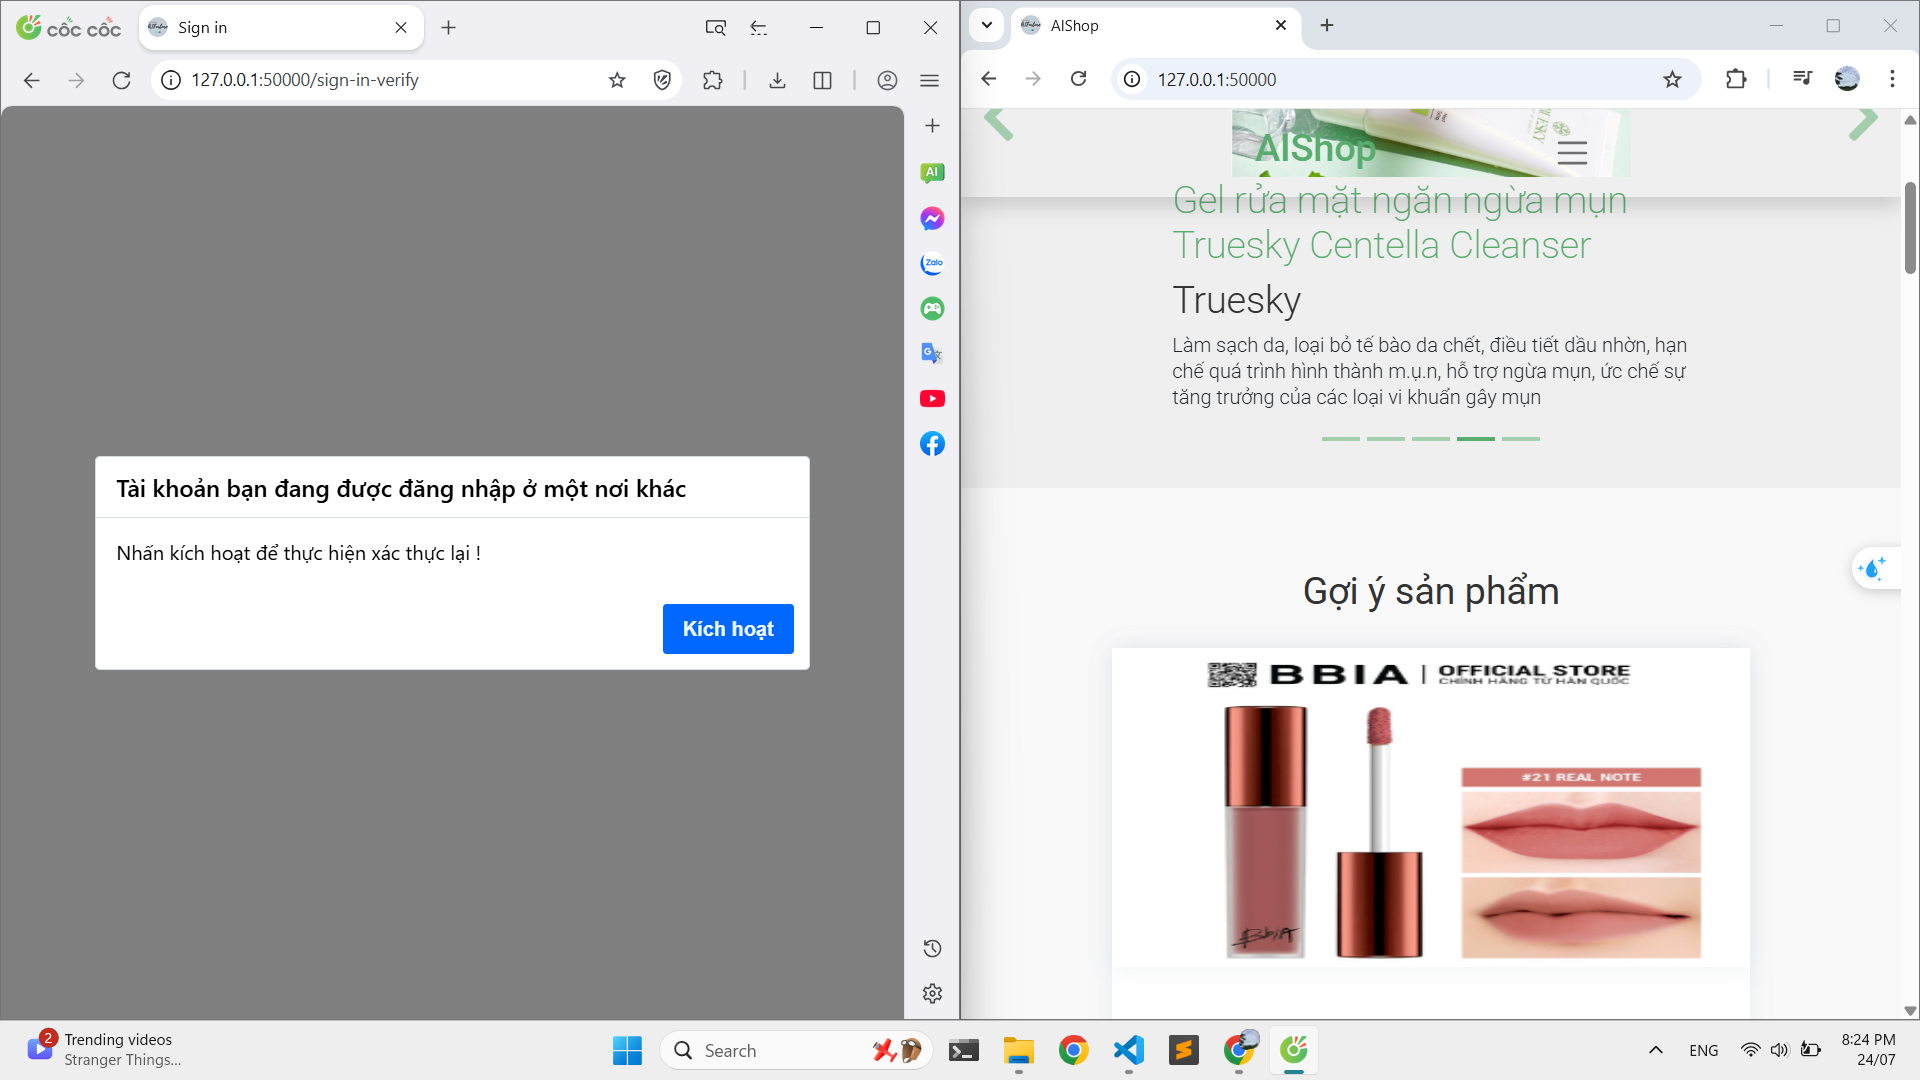 cốc cốc
Sign in
127.0.0.1:50000/sign-in-verify
AI
Zalo
Tài khoản bạn đang được đăng nhập ở một nơi khác
Nhấn kích hoạt để thực hiện xác thực lại !
Kích hoạt
AIShop
127.0.0.1:50000
AIShop
Gel rửa mặt ngăn ngừa mụn
Truesky Centella Cleanser
Truesky
Làm sạch da, loại bỏ tế bào da chết, điều tiết dầu nhờn, hạn
chế quá trình hình thành m.ụ.n, hỗ trợ ngừa mụn, ức chế sự
tăng trưởng của các loại vi khuẩn gây mụn
Gợi ý sản phẩm
BBIA | OFFICIAL STORE
CHÍNH HÃNG TỪ HÀN QUỐC
#21 REAL NOTE
BbiA
2
Trending videos
Stranger Things...
Search
ENG
8:24 PM
24/07